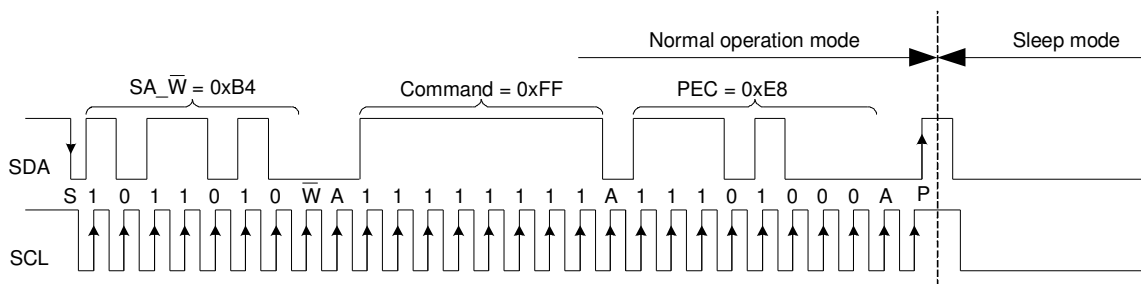 Normal operation mode Sleep mode
SA_W̅ = 0xB4 Command = 0xFF PEC = 0xE8
SDA
S 1 0 1 1 0 1 0 W̅ A 1 1 1 1 1 1 1 1 A 1 1 1 0 1 0 0 0 A P
SCL